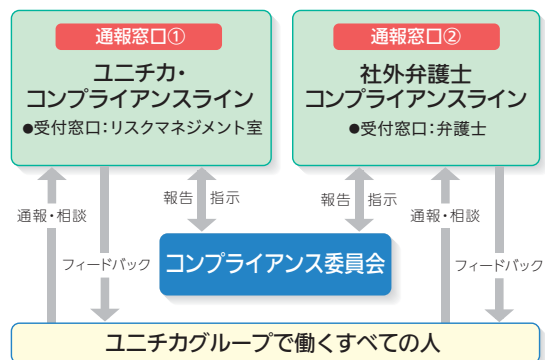 通報窓口①
ユニチカ・
コンプライアンスライン
●受付窓口：リスクマネジメント室
通報窓口②
社外弁護士
コンプライアンスライン
●受付窓口：弁護士
通報・相談
フィードバック
報告 指示
報告 指示
通報・相談
フィードバック
コンプライアンス委員会
ユニチカグループで働くすべての人